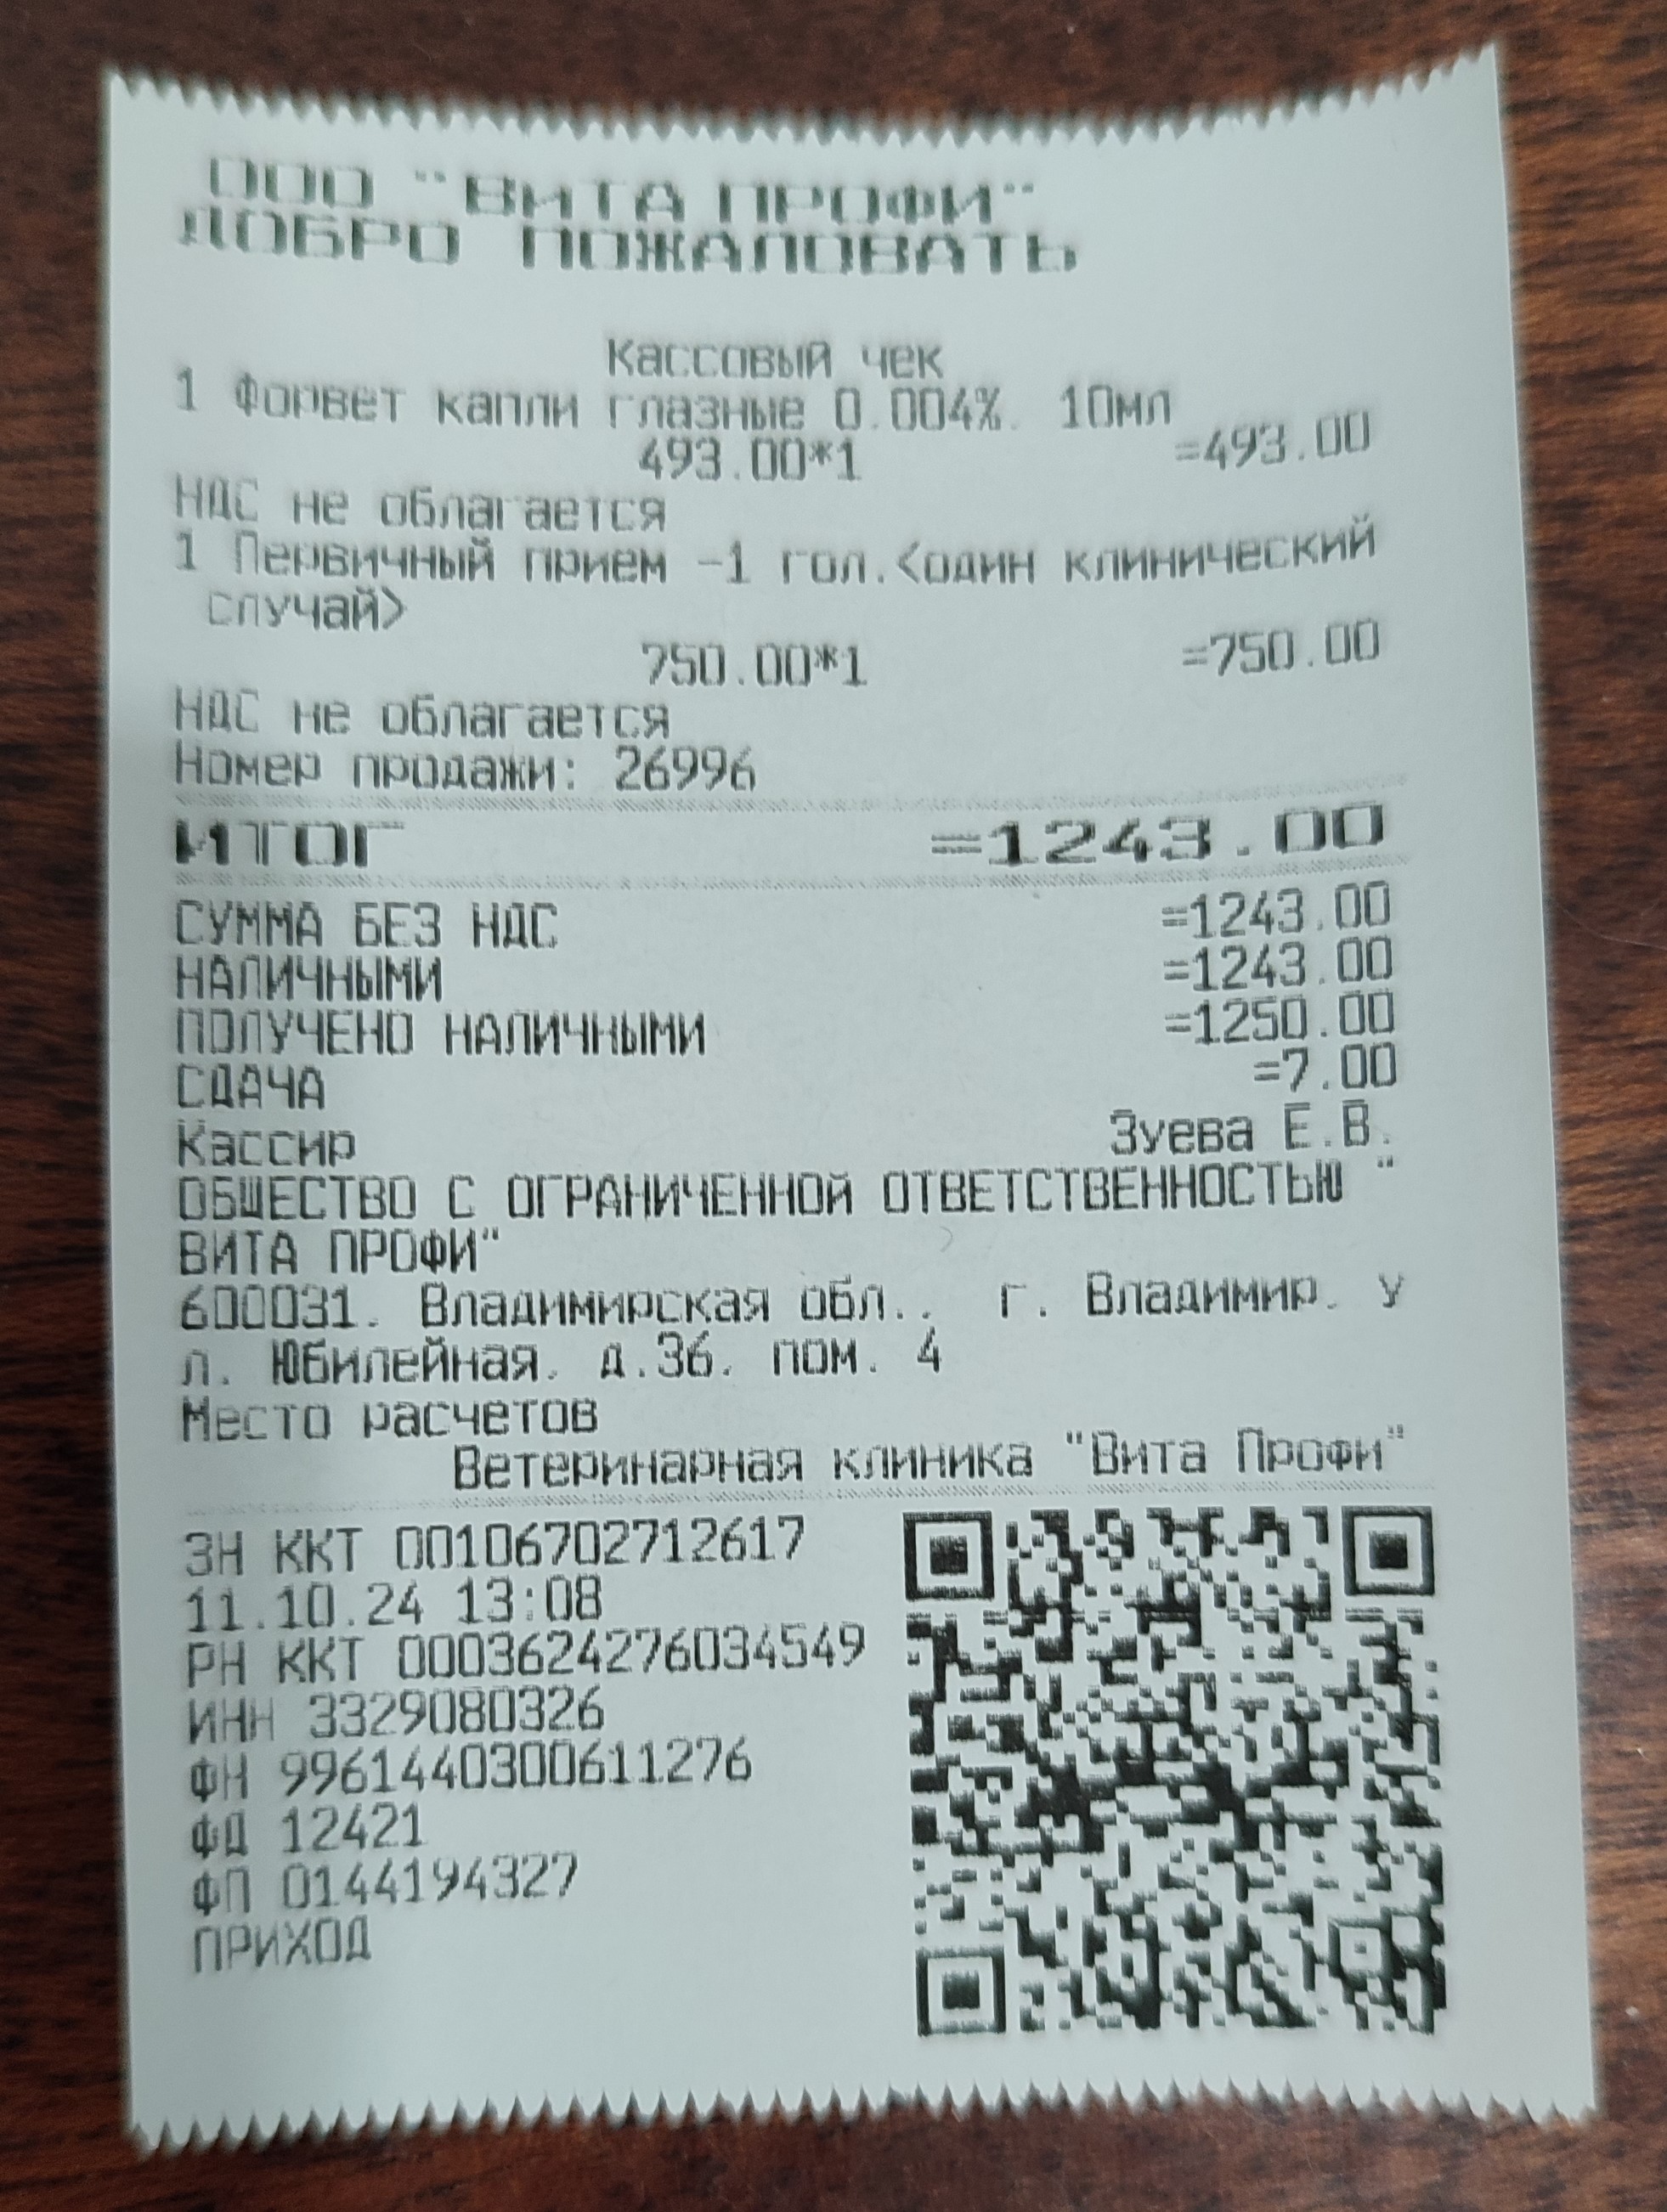 ООО "ВИТА ПРОФИ"
ДОБРО ПОЖАЛОВАТЬ
Кассовый чек
1 Форвет капли глазные 0.004%. 10мл
493.00*1 =493.00
НДС не облагается
1 Первичный прием -1 гол.<один клинический
случай>
750.00*1 =750.00
НДС не облагается
Номер продажи: 26996
ИТОГ =1243.00
СУММА БЕЗ НДС =1243.00
НАЛИЧНЫМИ =1243.00
ПОЛУЧЕНО НАЛИЧНЫМИ =1250.00
СДАЧА =7.00
Кассир Зуева Е.В.
ОБЩЕСТВО С ОГРАНИЧЕННОЙ ОТВЕТСТВЕННОСТЬЮ "
ВИТА ПРОФИ"
600031, Владимирская обл., г. Владимир, у
л. Юбилейная, д.36, пом. 4
Место расчетов
Ветеринарная клиника "Вита Профи"
ЗН ККТ 00106702712617
11.10.24 13:08
РН ККТ 0003624276034549
ИНН 3329080326
ФН 9961440300611276
ФД 12421
ФП 0144194327
ПРИХОД